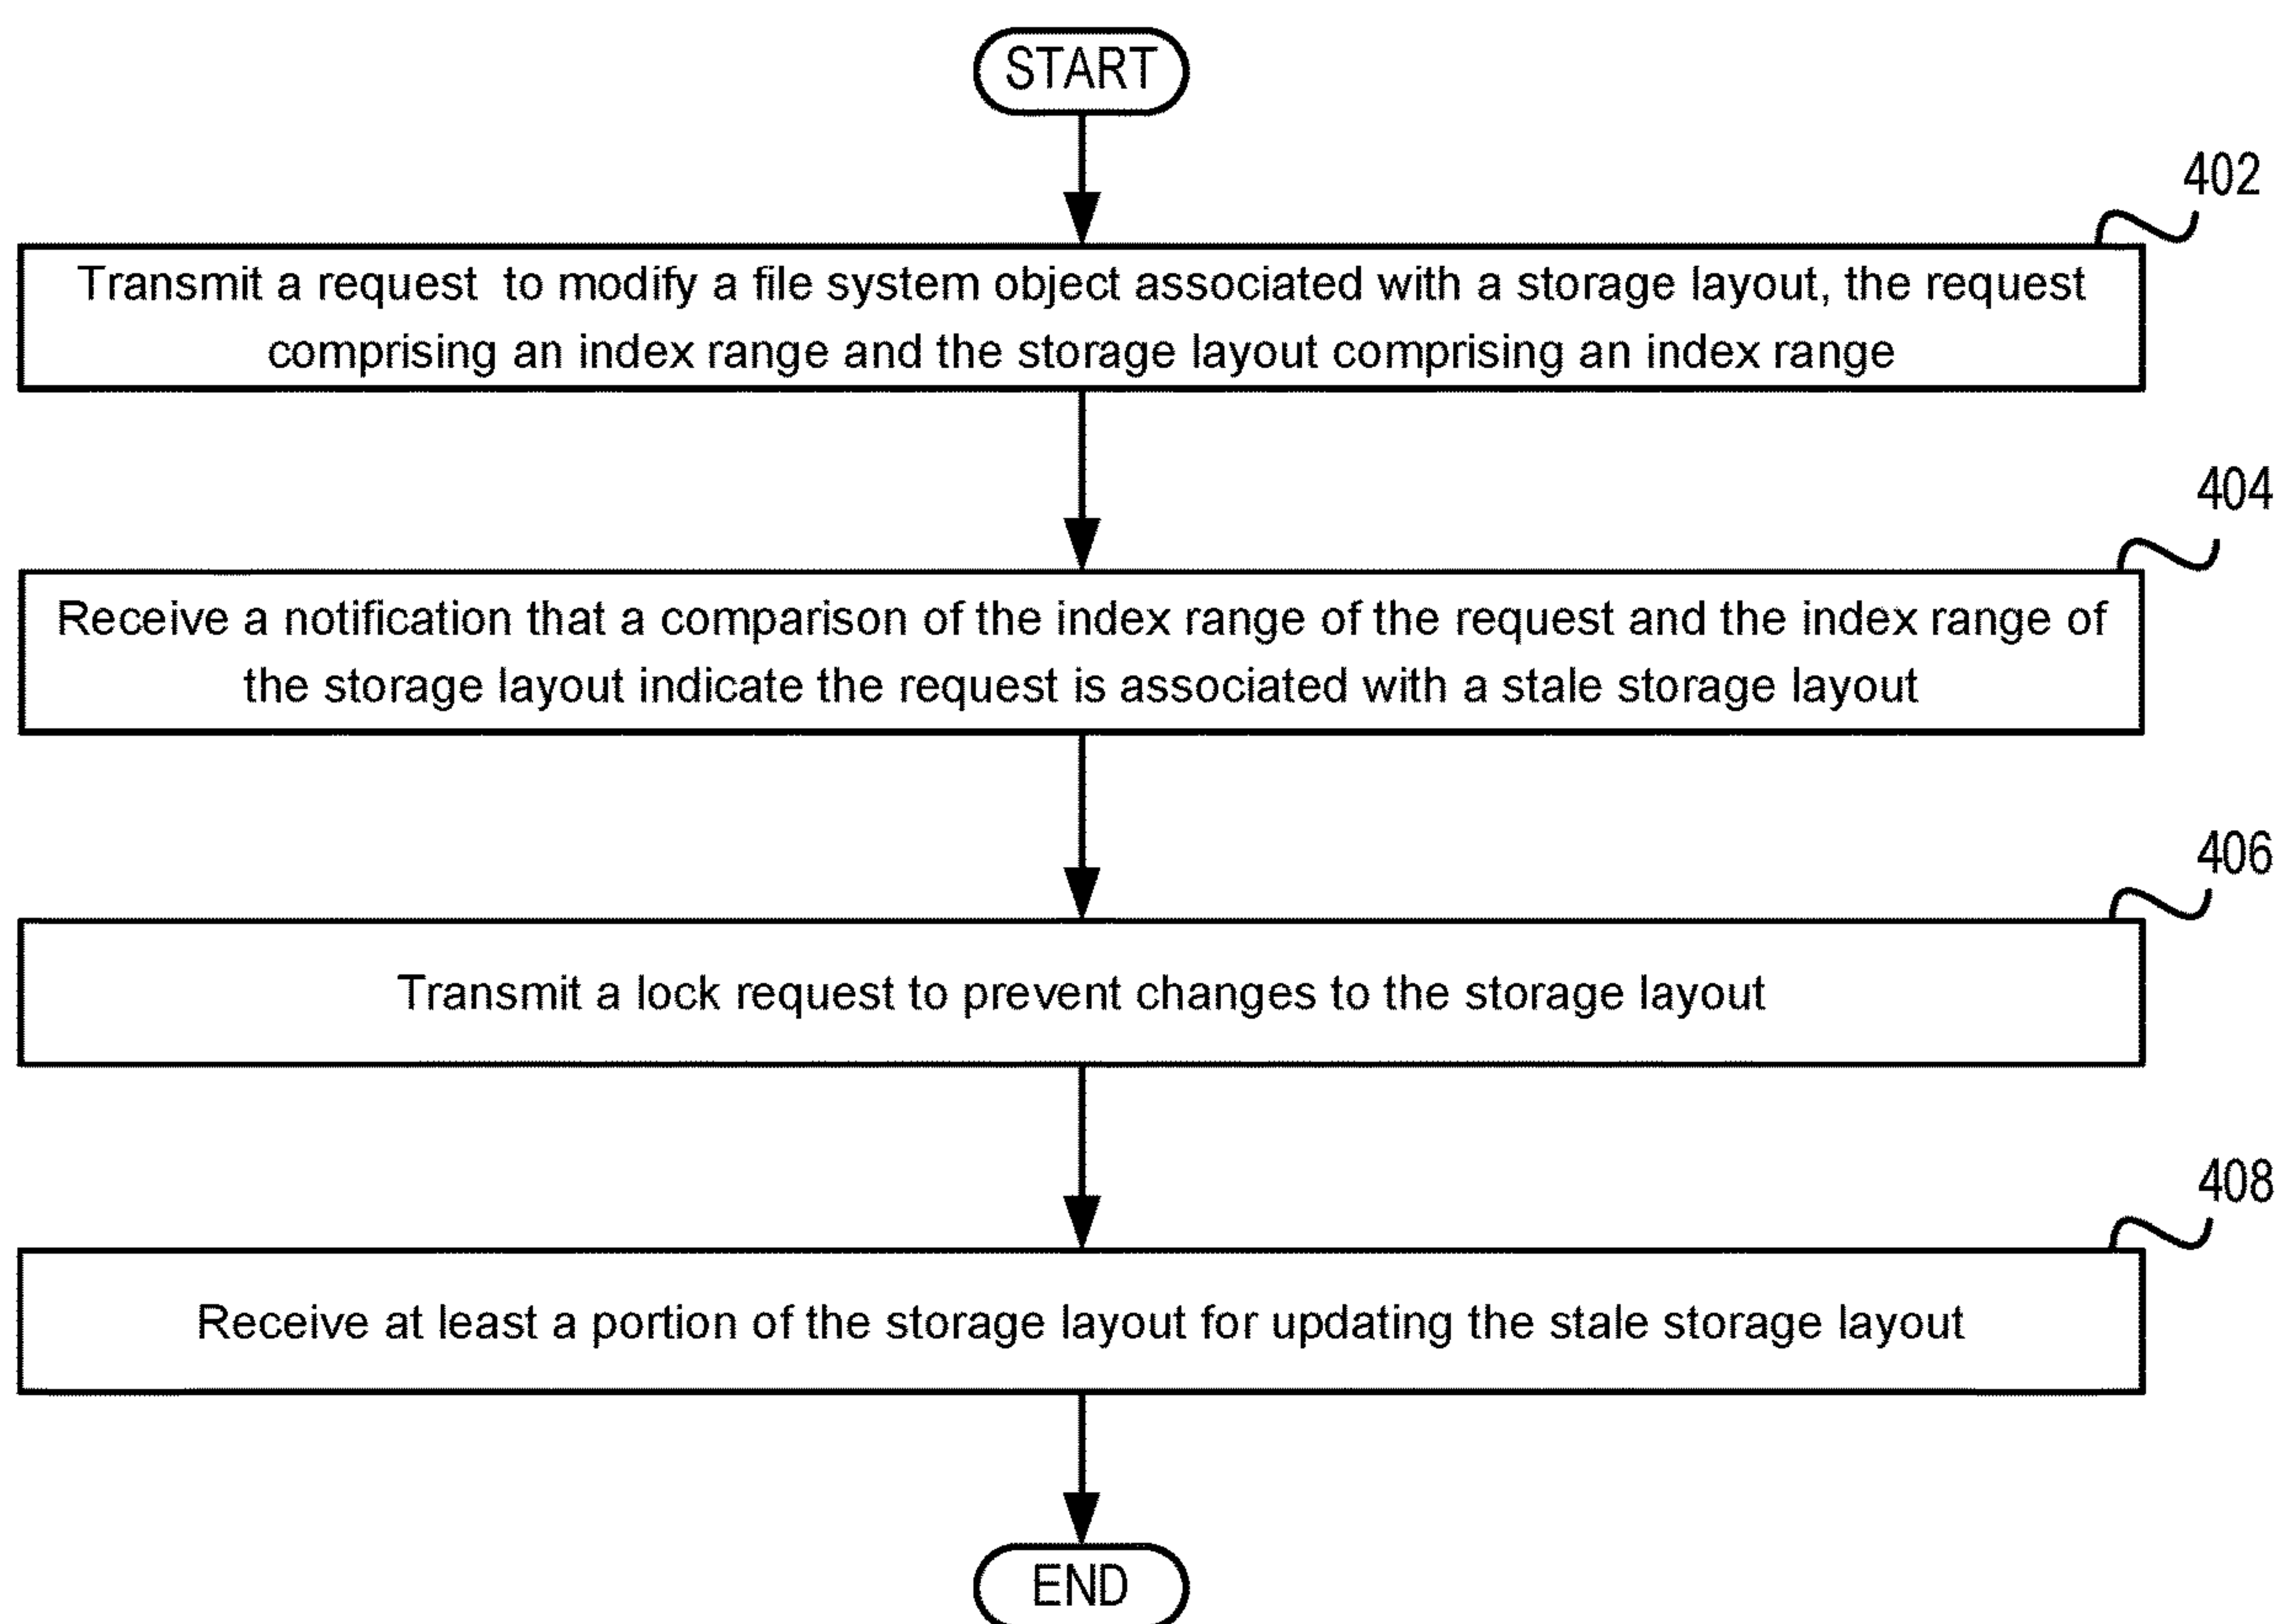 START
402
Transmit a request to modify a file system object associated with a storage layout, the request
comprising an index range and the storage layout comprising an index range
404
Receive a notification that a comparison of the index range of the request and the index range of
the storage layout indicate the request is associated with a stale storage layout
406
Transmit a lock request to prevent changes to the storage layout
408
Receive at least a portion of the storage layout for updating the stale storage layout
END